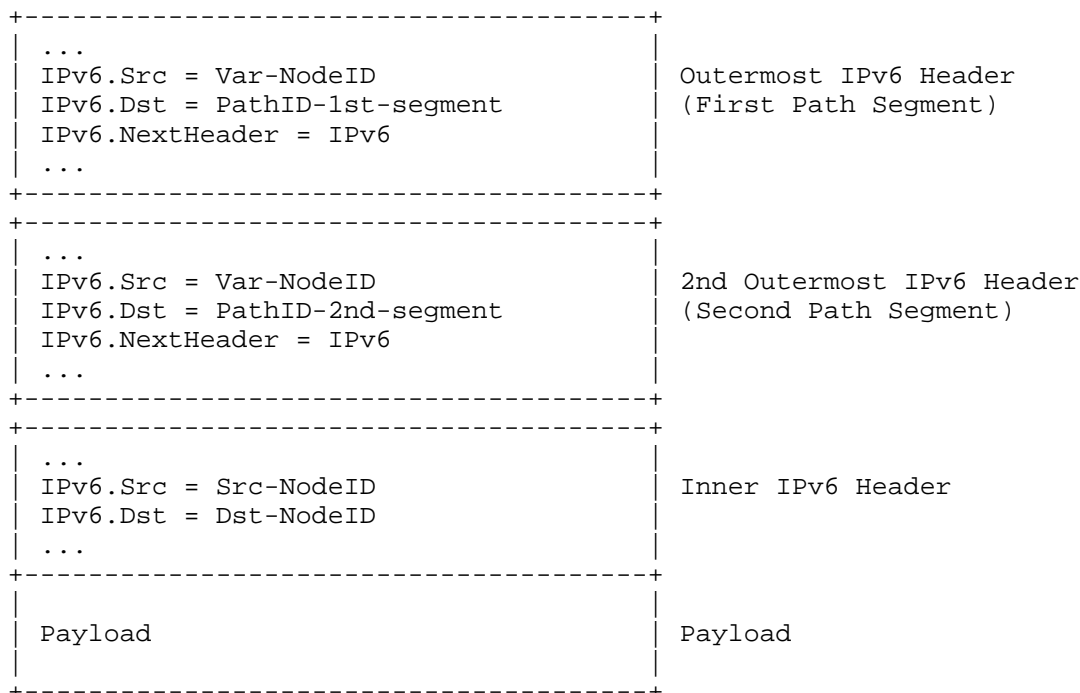 ...
IPv6.Src = Var-NodeID Outermost IPv6 Header
IPv6.Dst = PathID-1st-segment (First Path Segment)
IPv6.NextHeader = IPv6
...
...
IPv6.Src = Var-NodeID 2nd Outermost IPv6 Header
IPv6.Dst = PathID-2nd-segment (Second Path Segment)
IPv6.NextHeader = IPv6
...
...
IPv6.Src = Src-NodeID Inner IPv6 Header
IPv6.Dst = Dst-NodeID
...
Payload Payload